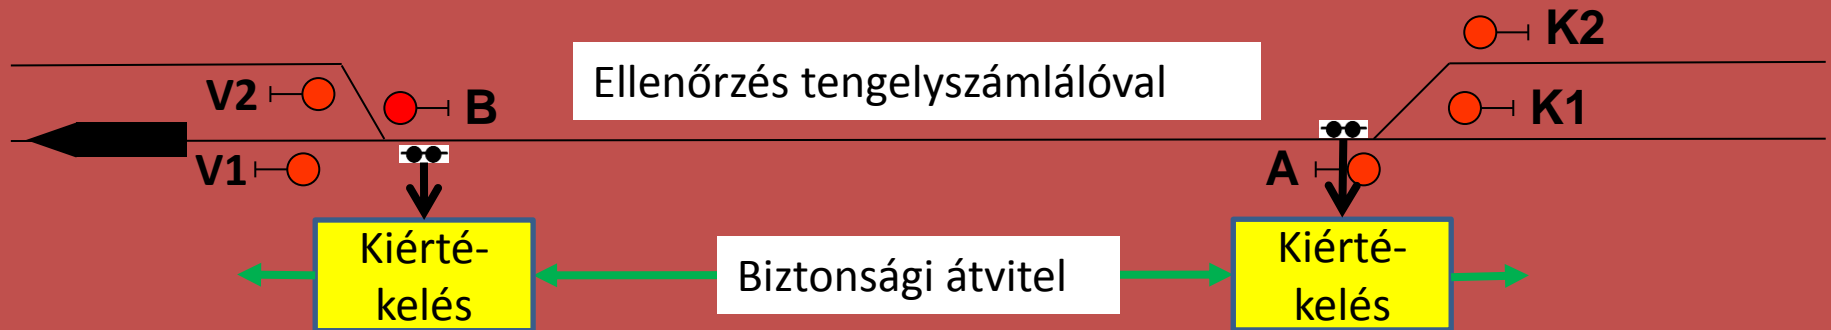 K2
Ellenőrzés tengelyszámlálóval
V2
B
K1
V1
A
Kiérté-
kelés
Biztonsági átvitel
Kiérté-
kelés